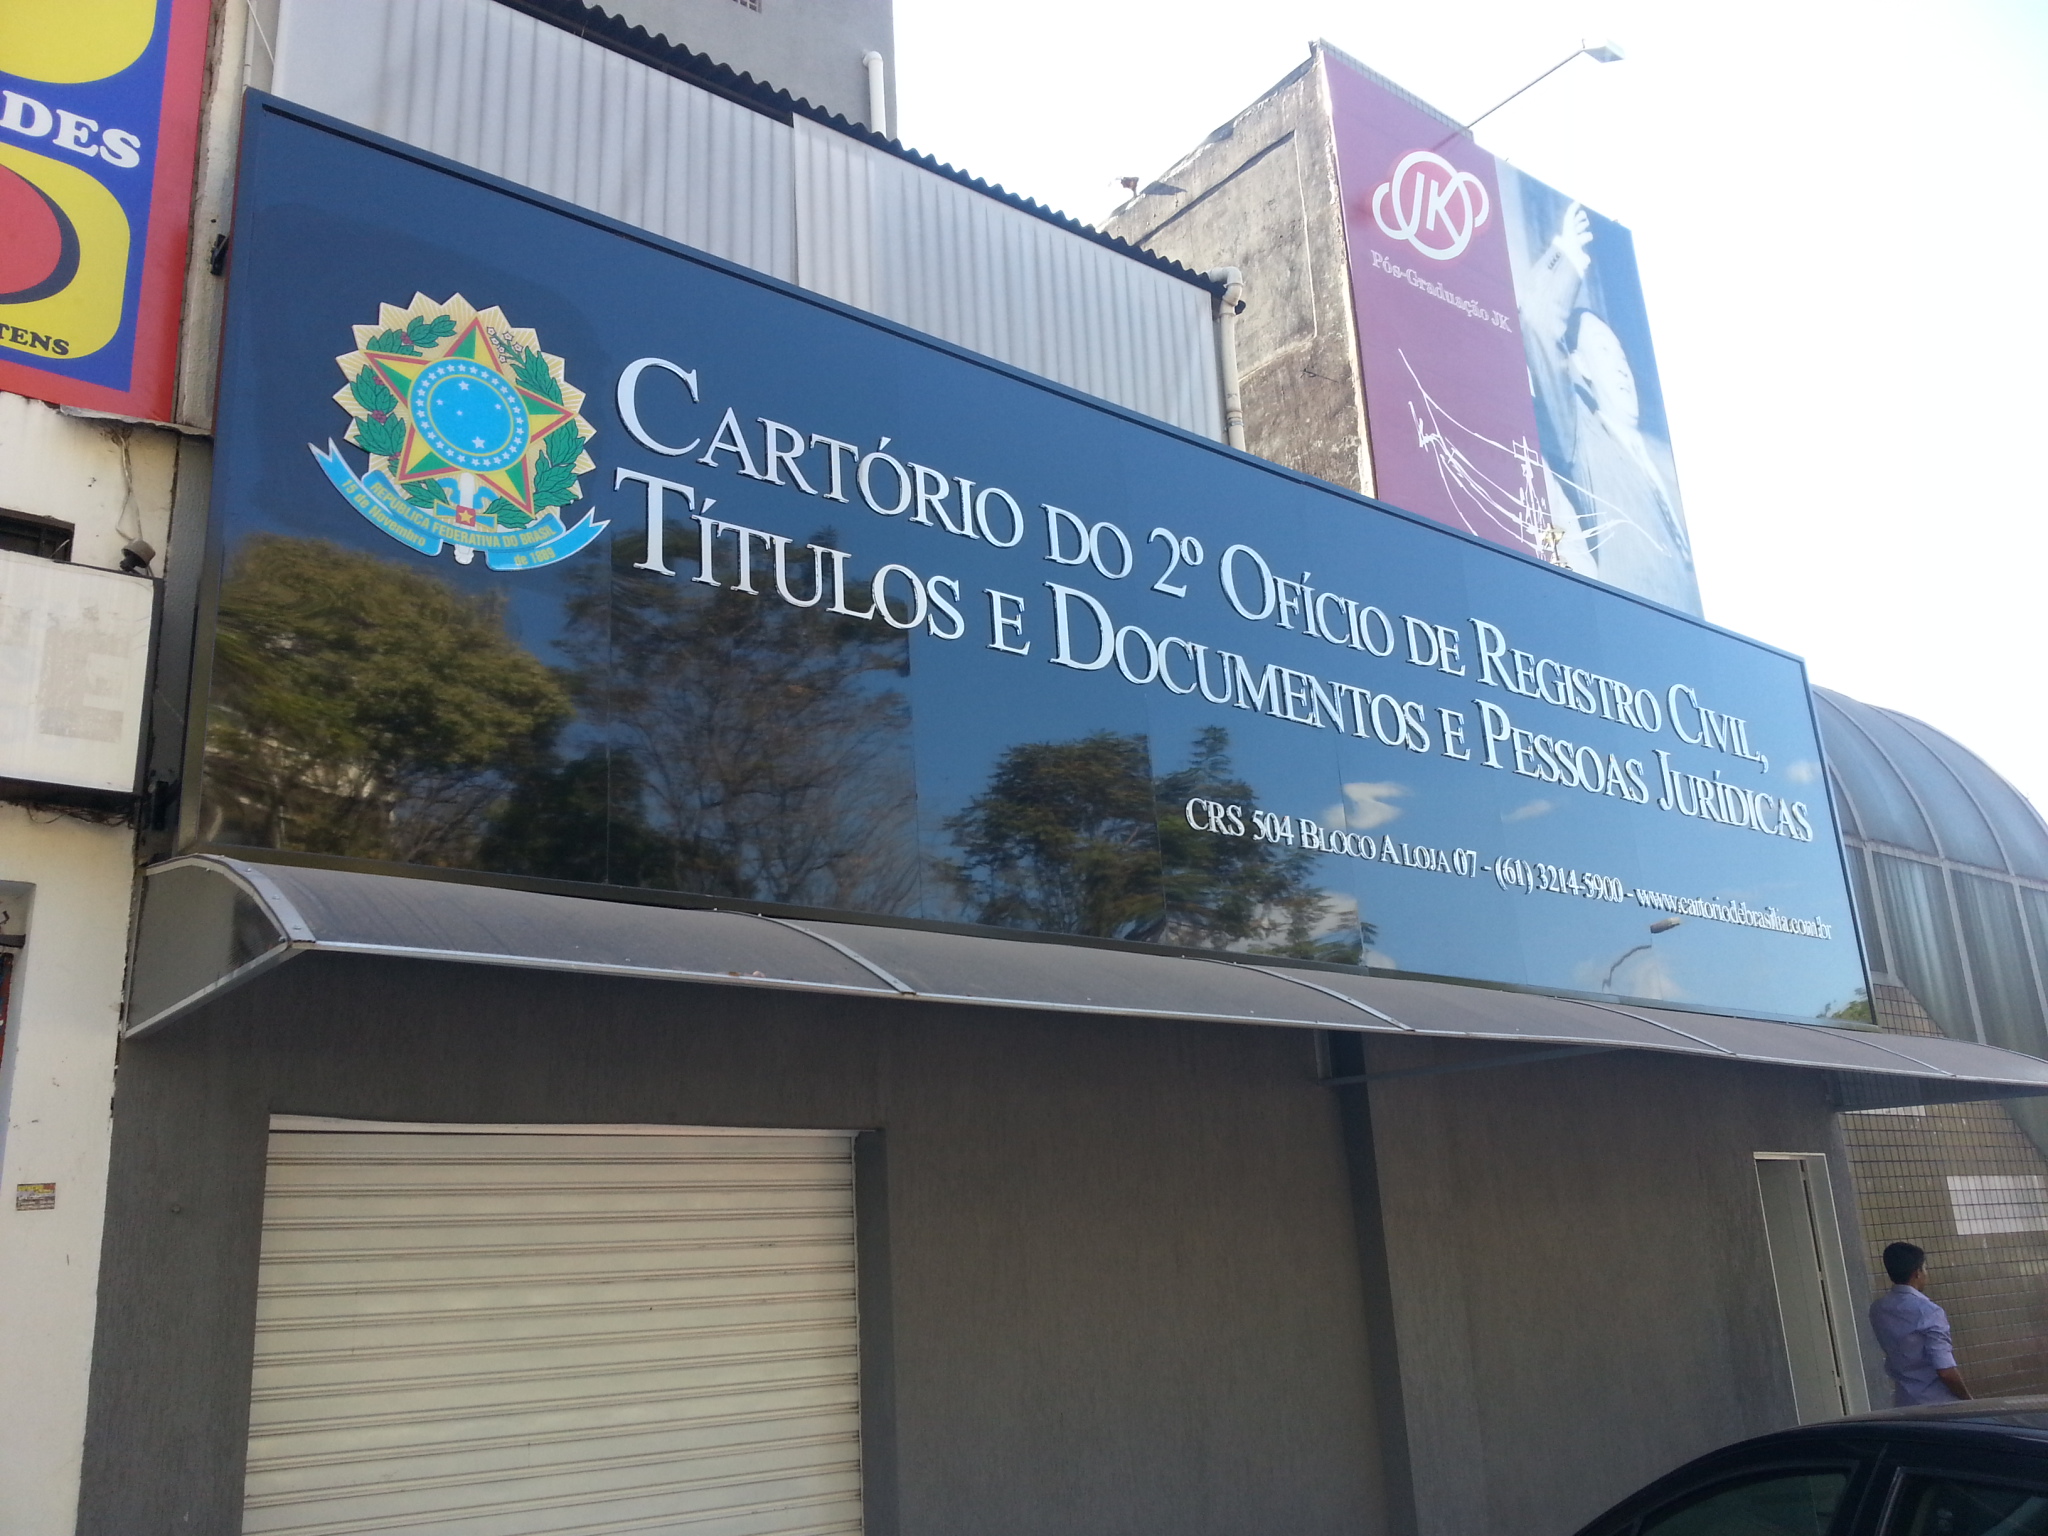 DES
TENS
JK
Pós-Graduação JK
REPÚBLICA FEDERATIVA DO BRASIL
15 de Novembro
de 1889
CARTÓRIO DO 2º OFÍCIO DE REGISTRO CIVIL,
TÍTULOS E DOCUMENTOS E PESSOAS JURÍDICAS
CRS 504 BLOCO A LOJA 07 - (61) 3214-5900 - www.cartoriodebrasilia.com.br